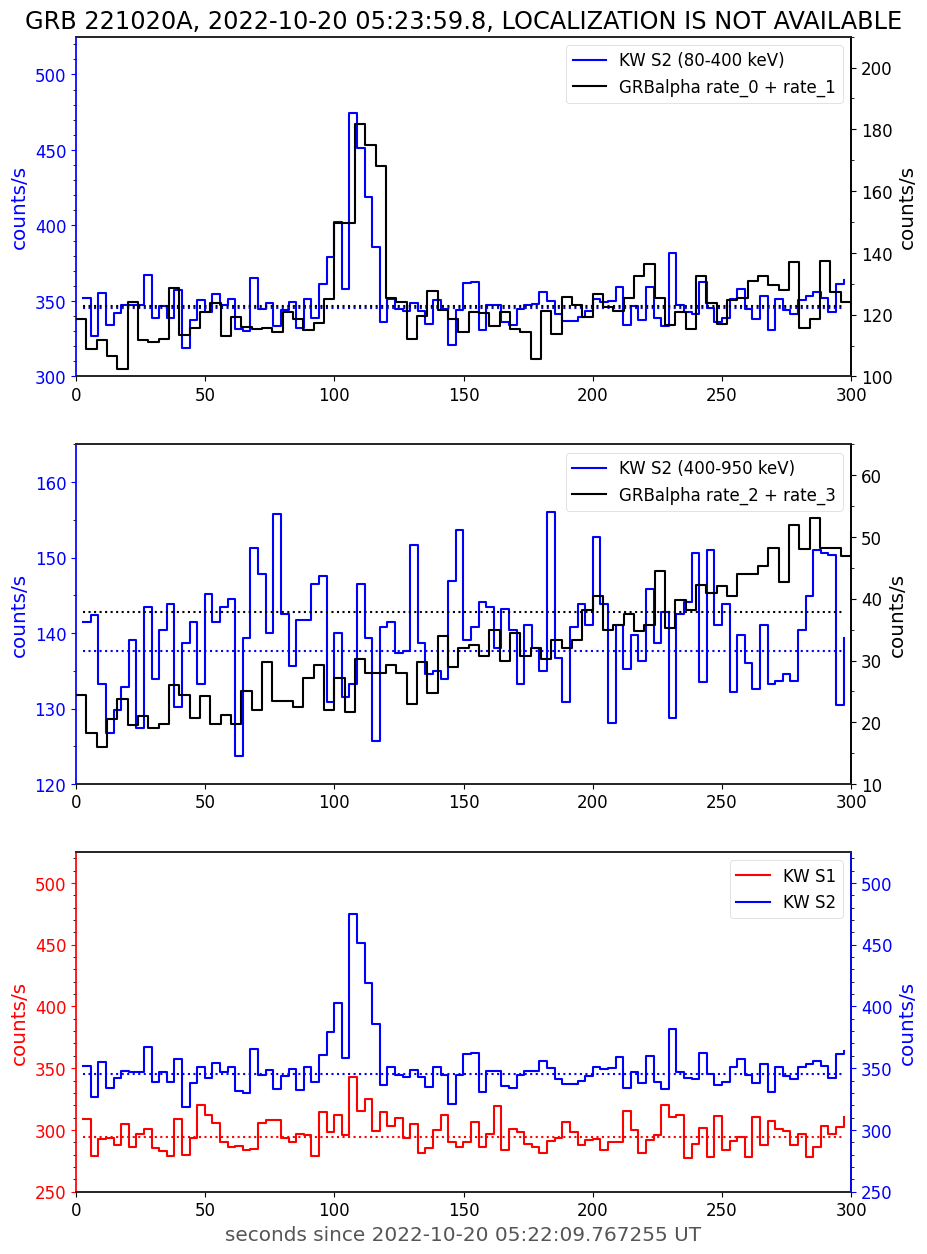 GRB 221020A, 2022-10-20 05:23:59.8, LOCALIZATION IS NOT AVAILABLE
KW S2 (80-400 keV)
GRBalpha rate_0 + rate_1
counts/s
counts/s
500
450
400
350
300
200
180
160
140
120
100
0 50 100 150 200 250 300
KW S2 (400-950 keV)
GRBalpha rate_2 + rate_3
counts/s
counts/s
160
150
140
130
120
60
50
40
30
20
10
0 50 100 150 200 250 300
KW S1
KW S2
counts/s
counts/s
500
450
400
350
300
250
500
450
400
350
300
250
0 50 100 150 200 250 300
seconds since 2022-10-20 05:22:09.767255 UT